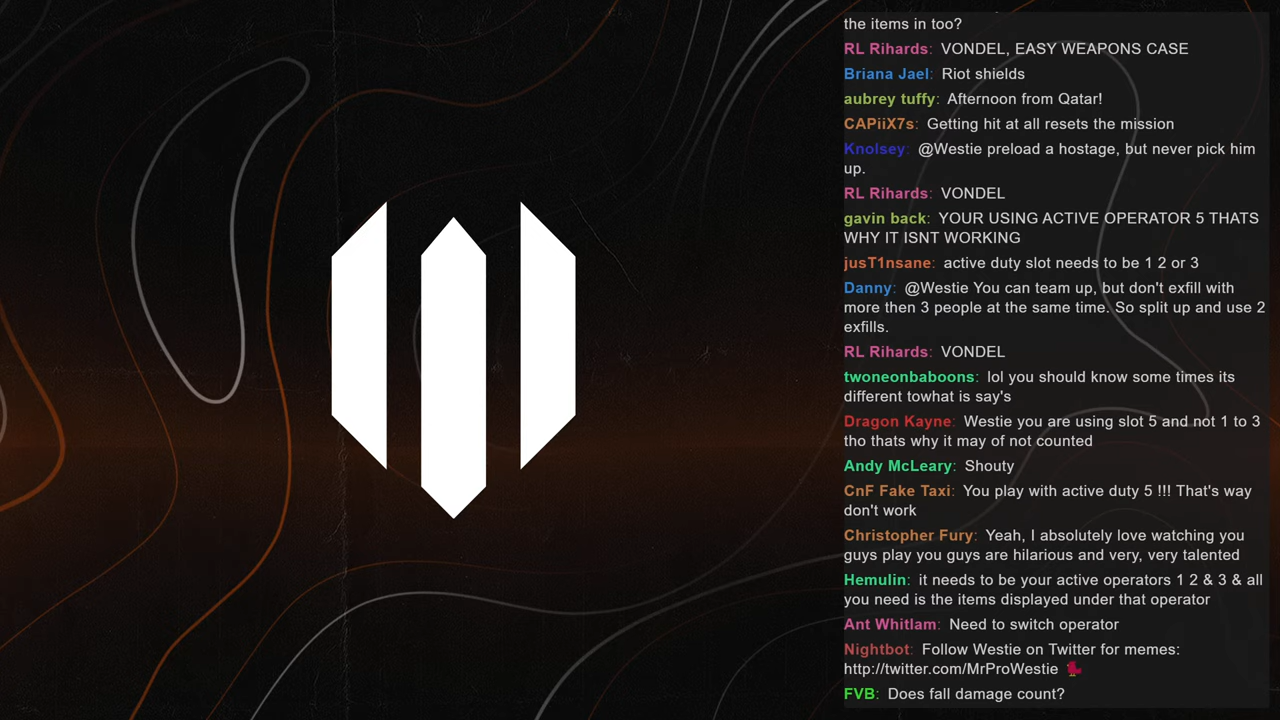 the items in too?
RL Rihards: VONDEL, EASY WEAPONS CASE
Briana Jael: Riot shields
aubrey tuffy: Afternoon from Qatar!
CAPiiX7s: Getting hit at all resets the mission
Knolsey: @Westie preload a hostage, but never pick him
up.
RL Rihards: VONDEL
gavin back: YOUR USING ACTIVE OPERATOR 5 THATS
WHY IT ISNT WORKING
jusT1nsane: active duty slot needs to be 1 2 or 3
Danny: @Westie You can team up, but don't exfill with
more then 3 people at the same time. So split up and use 2
exfills.
RL Rihards: VONDEL
twoneonbaboons: lol you should know some times its
different towhat is say's
Dragon Kayne: Westie you are using slot 5 and not 1 to 3
tho thats why it may of not counted
Andy McLeary: Shouty
CnF Fake Taxi: You play with active duty 5 !!! That's way
don't work
Christopher Fury: Yeah, I absolutely love watching you
guys play you guys are hilarious and very, very talented
Hemulin: it needs to be your active operators 1 2 & 3 & all
you need is the items displayed under that operator
Ant Whitlam: Need to switch operator
Nightbot: Follow Westie on Twitter for memes:
http://twitter.com/MrProWestie
FVB: Does fall damage count?